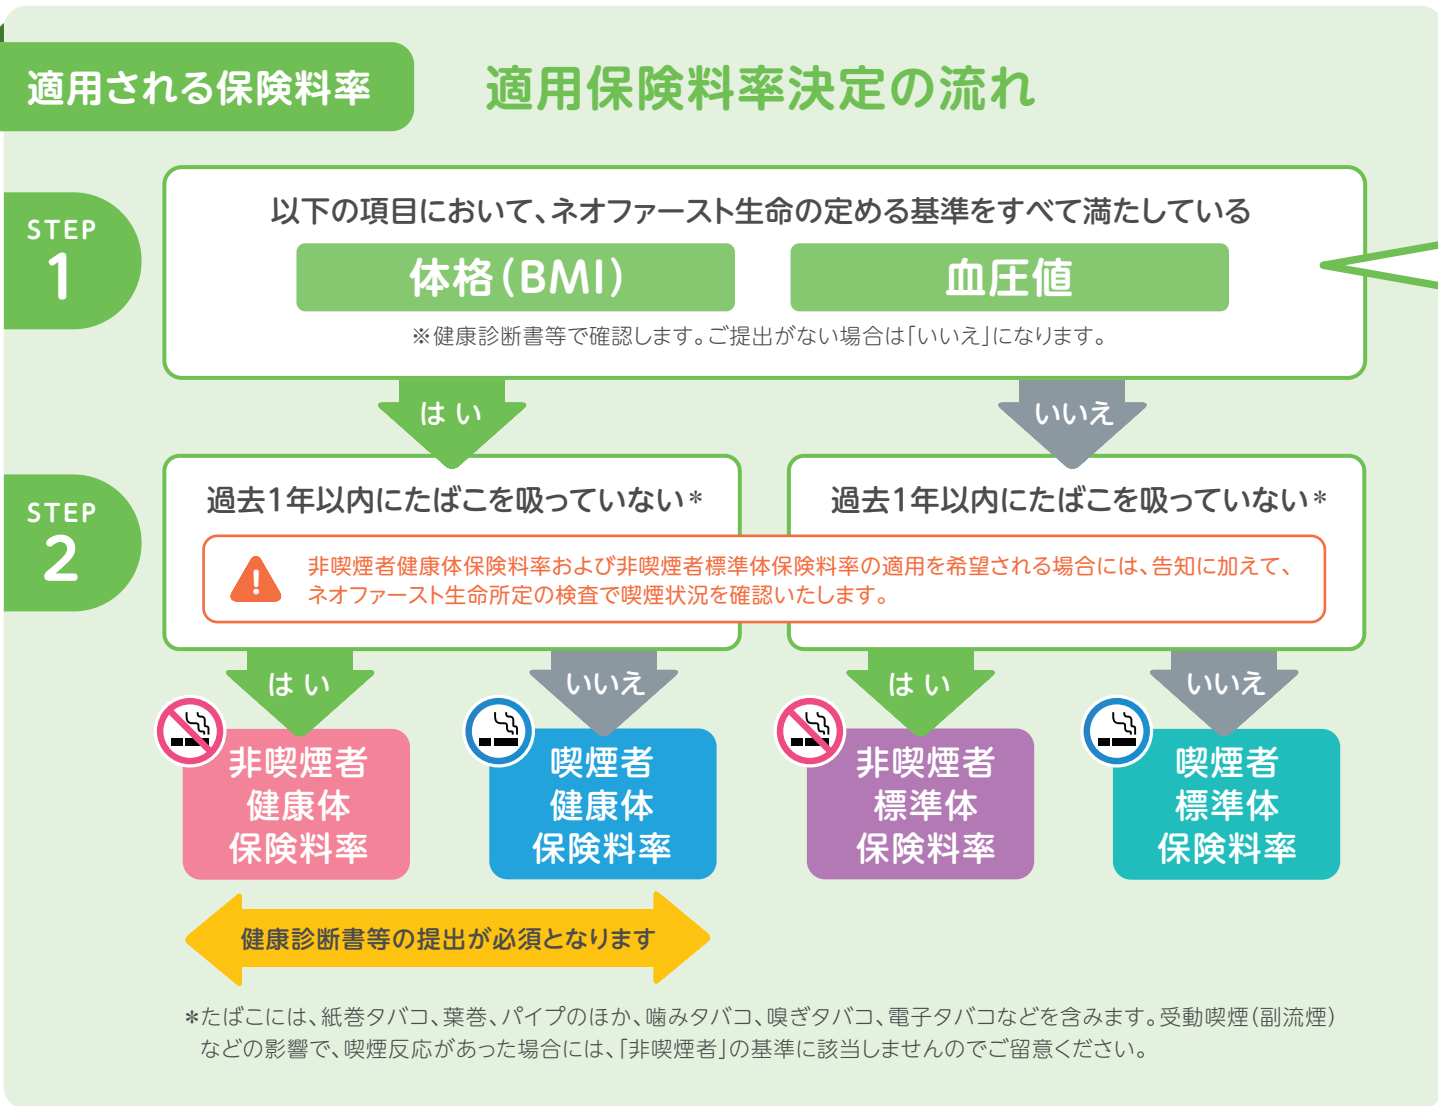 適用される保険料率
適用保険料率決定の流れ
STEP
1
以下の項目において、ネオファースト生命の定める基準をすべて満たしている
体格(BMI)
血圧値
※健康診断書等で確認します。ご提出がない場合は「いいえ」になります。
はい
いいえ
STEP
2
過去1年以内にたばこを吸っていない*
過去1年以内にたばこを吸っていない*
!
非喫煙者健康体保険料率および非喫煙者標準体保険料率の適用を希望される場合には、告知に加えて、
ネオファースト生命所定の検査で喫煙状況を確認いたします。
はい
いいえ
はい
いいえ
非喫煙者
健康体
保険料率
喫煙者
健康体
保険料率
非喫煙者
標準体
保険料率
喫煙者
標準体
保険料率
健康診断書等の提出が必須となります
*たばこには、紙巻タバコ、葉巻、パイプのほか、噛みタバコ、嗅ぎタバコ、電子タバコなどを含みます。受動喫煙(副流煙)
などの影響で、喫煙反応があった場合には、「非喫煙者」の基準に該当しませんのでご留意ください。